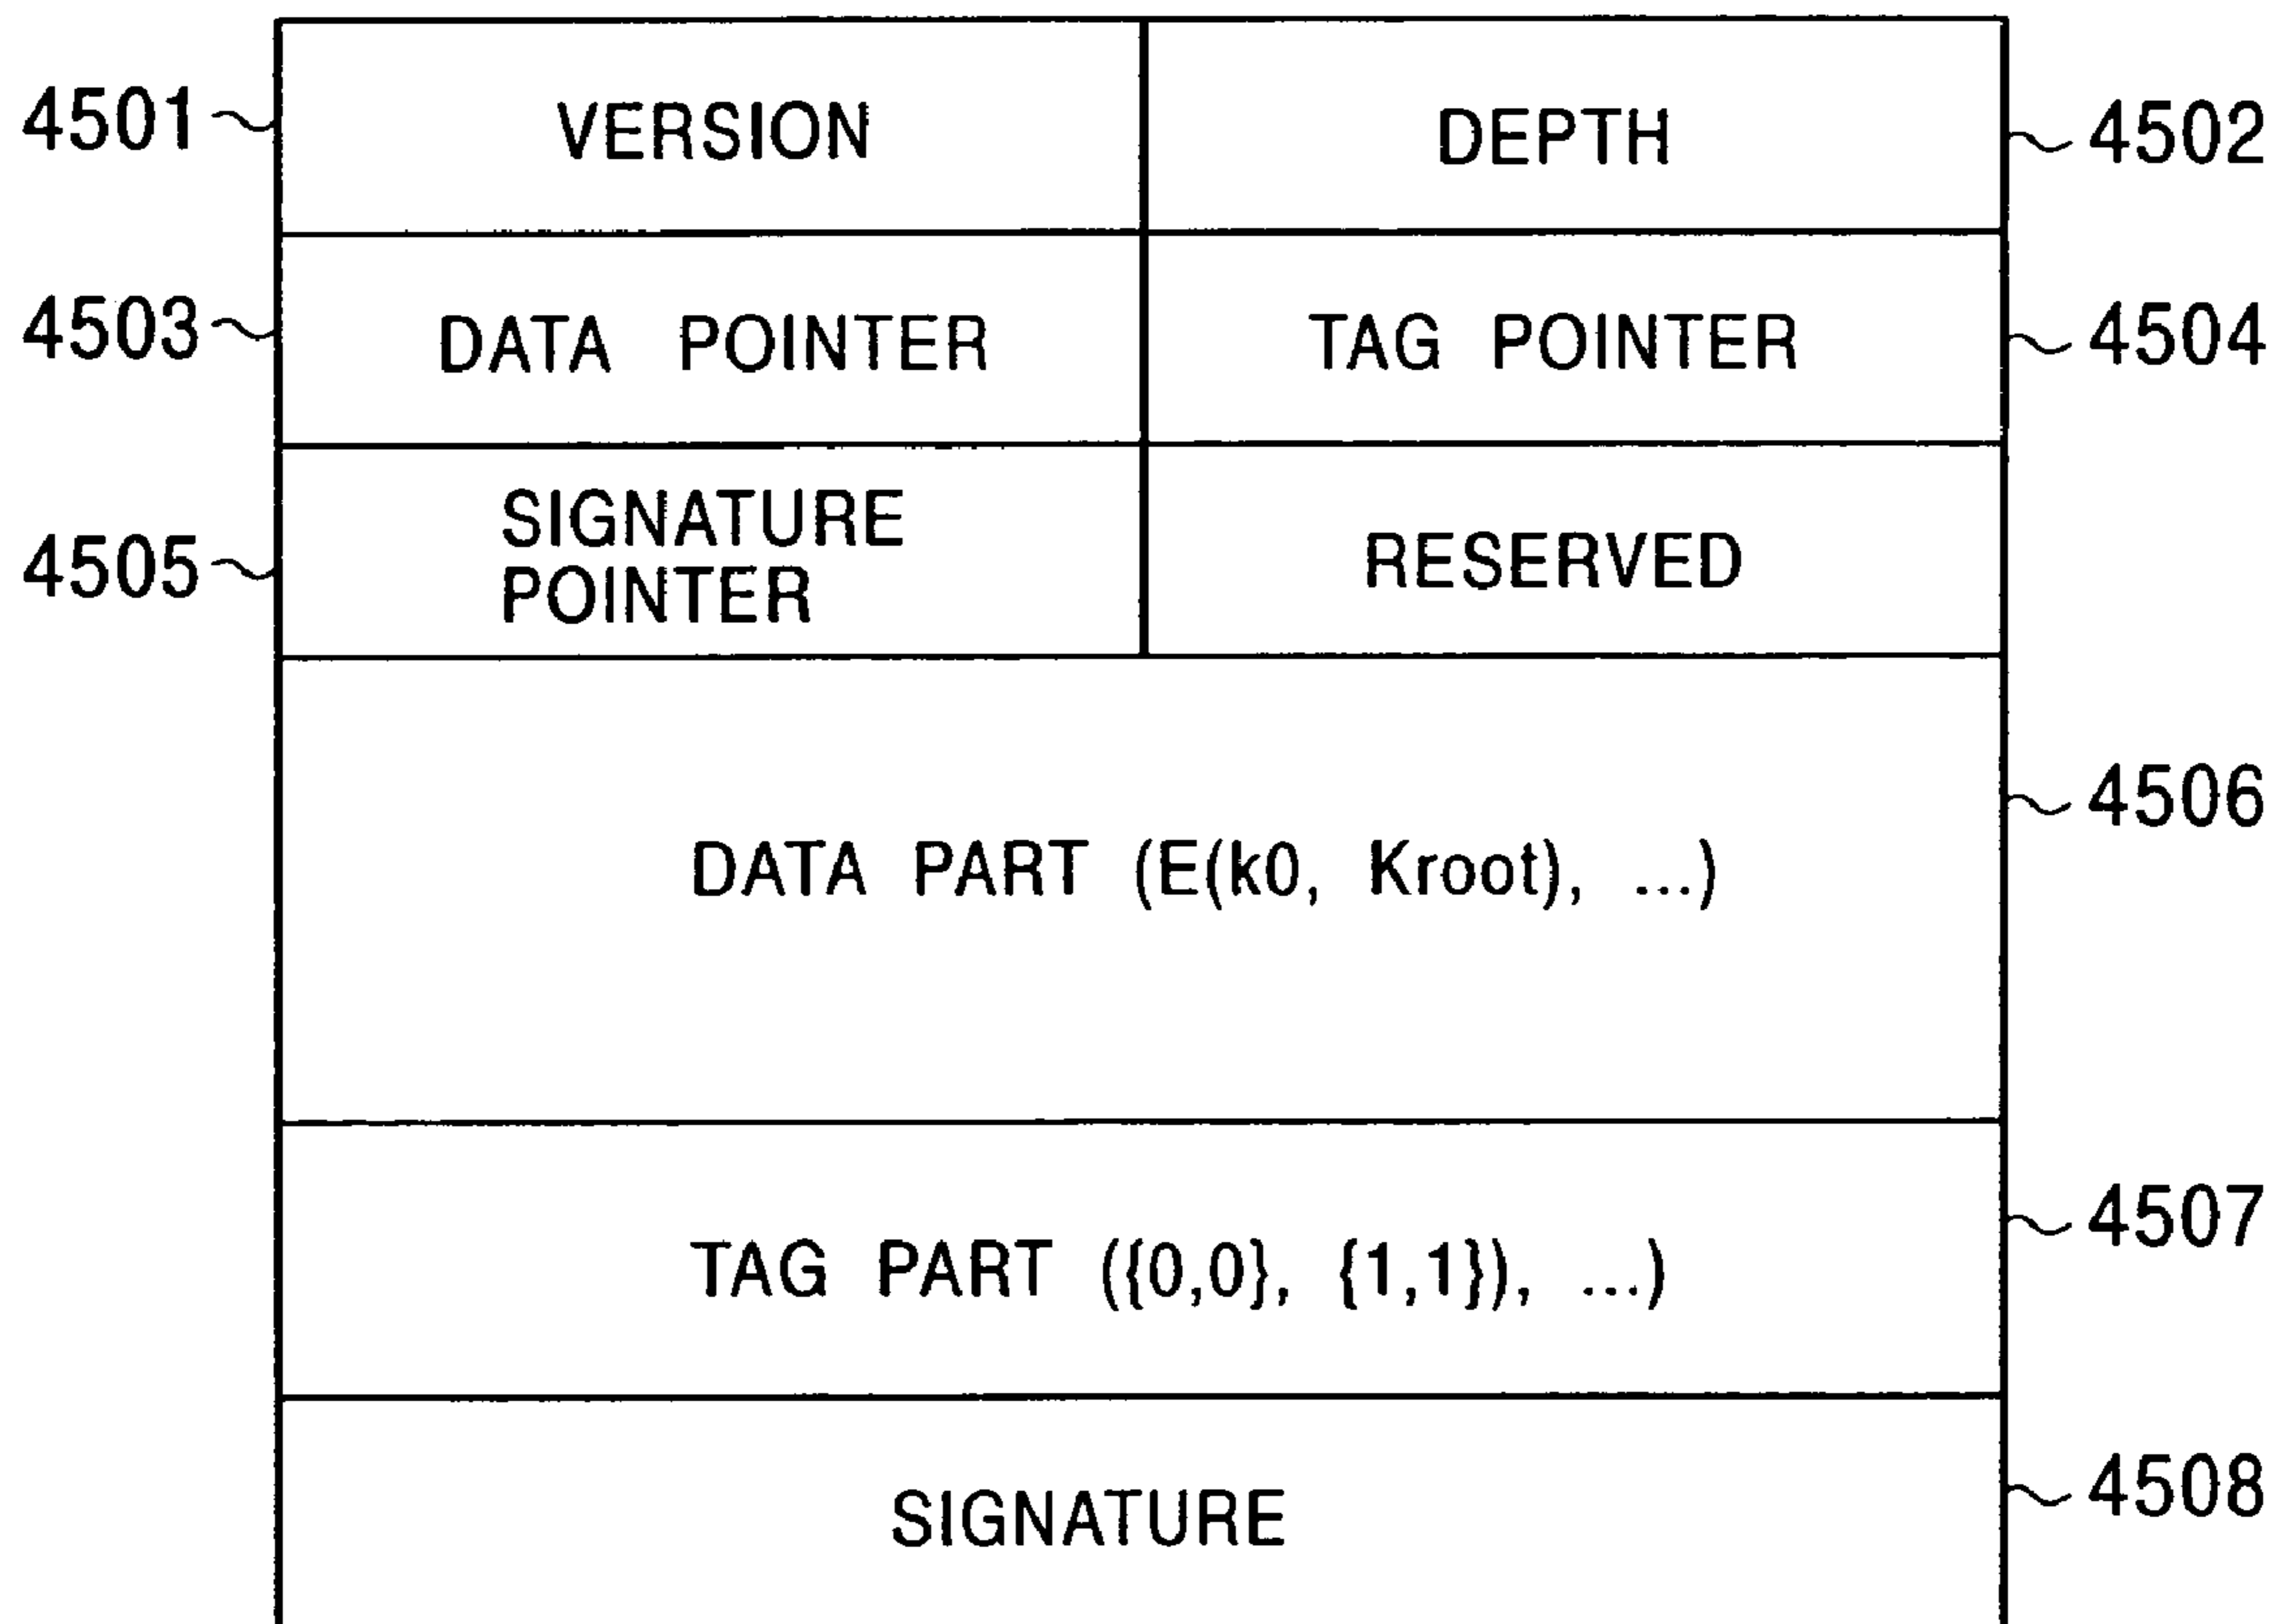 4501 VERSION DEPTH 4502
4503 DATA POINTER TAG POINTER 4504
4505 SIGNATURE
POINTER RESERVED
4506
DATA PART (E(k0, Kroot), ...)
4507
TAG PART ({0,0}, {1,1}), ...)
4508
SIGNATURE